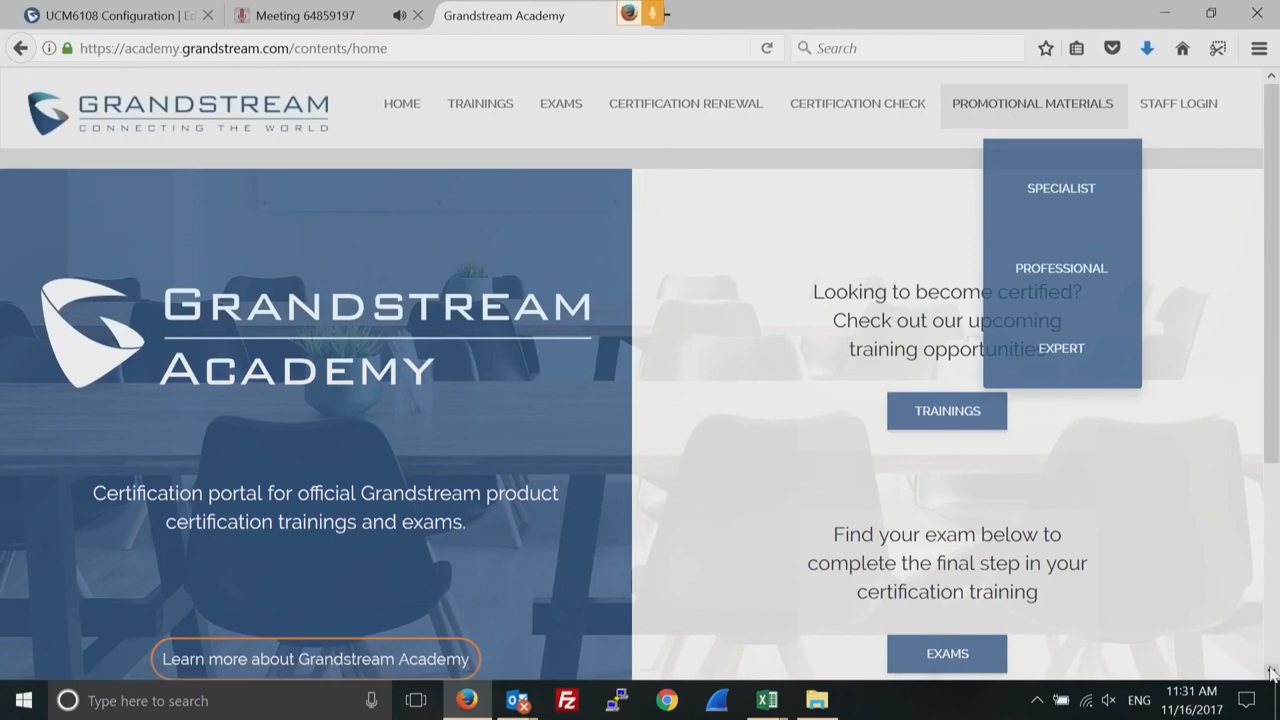 UCM6108 Configuration | Ed
Meeting 64859197
Grandstream Academy
https://academy.grandstream.com/contents/home
Search
GRANDSTREAM
CONNECTING THE WORLD
HOME
TRAININGS
EXAMS
CERTIFICATION RENEWAL
CERTIFICATION CHECK
PROMOTIONAL MATERIALS
STAFF LOGIN
SPECIALIST
PROFESSIONAL
EXPERT
GRANDSTREAM
ACADEMY
Certification portal for official Grandstream product
certification trainings and exams.
Learn more about Grandstream Academy
Looking to become certified?
Check out our upcoming
training opportunitie
TRAININGS
Find your exam below to
complete the final step in your
certification training
EXAMS
Type here to search
ENG
11:31 AM
11/16/2017